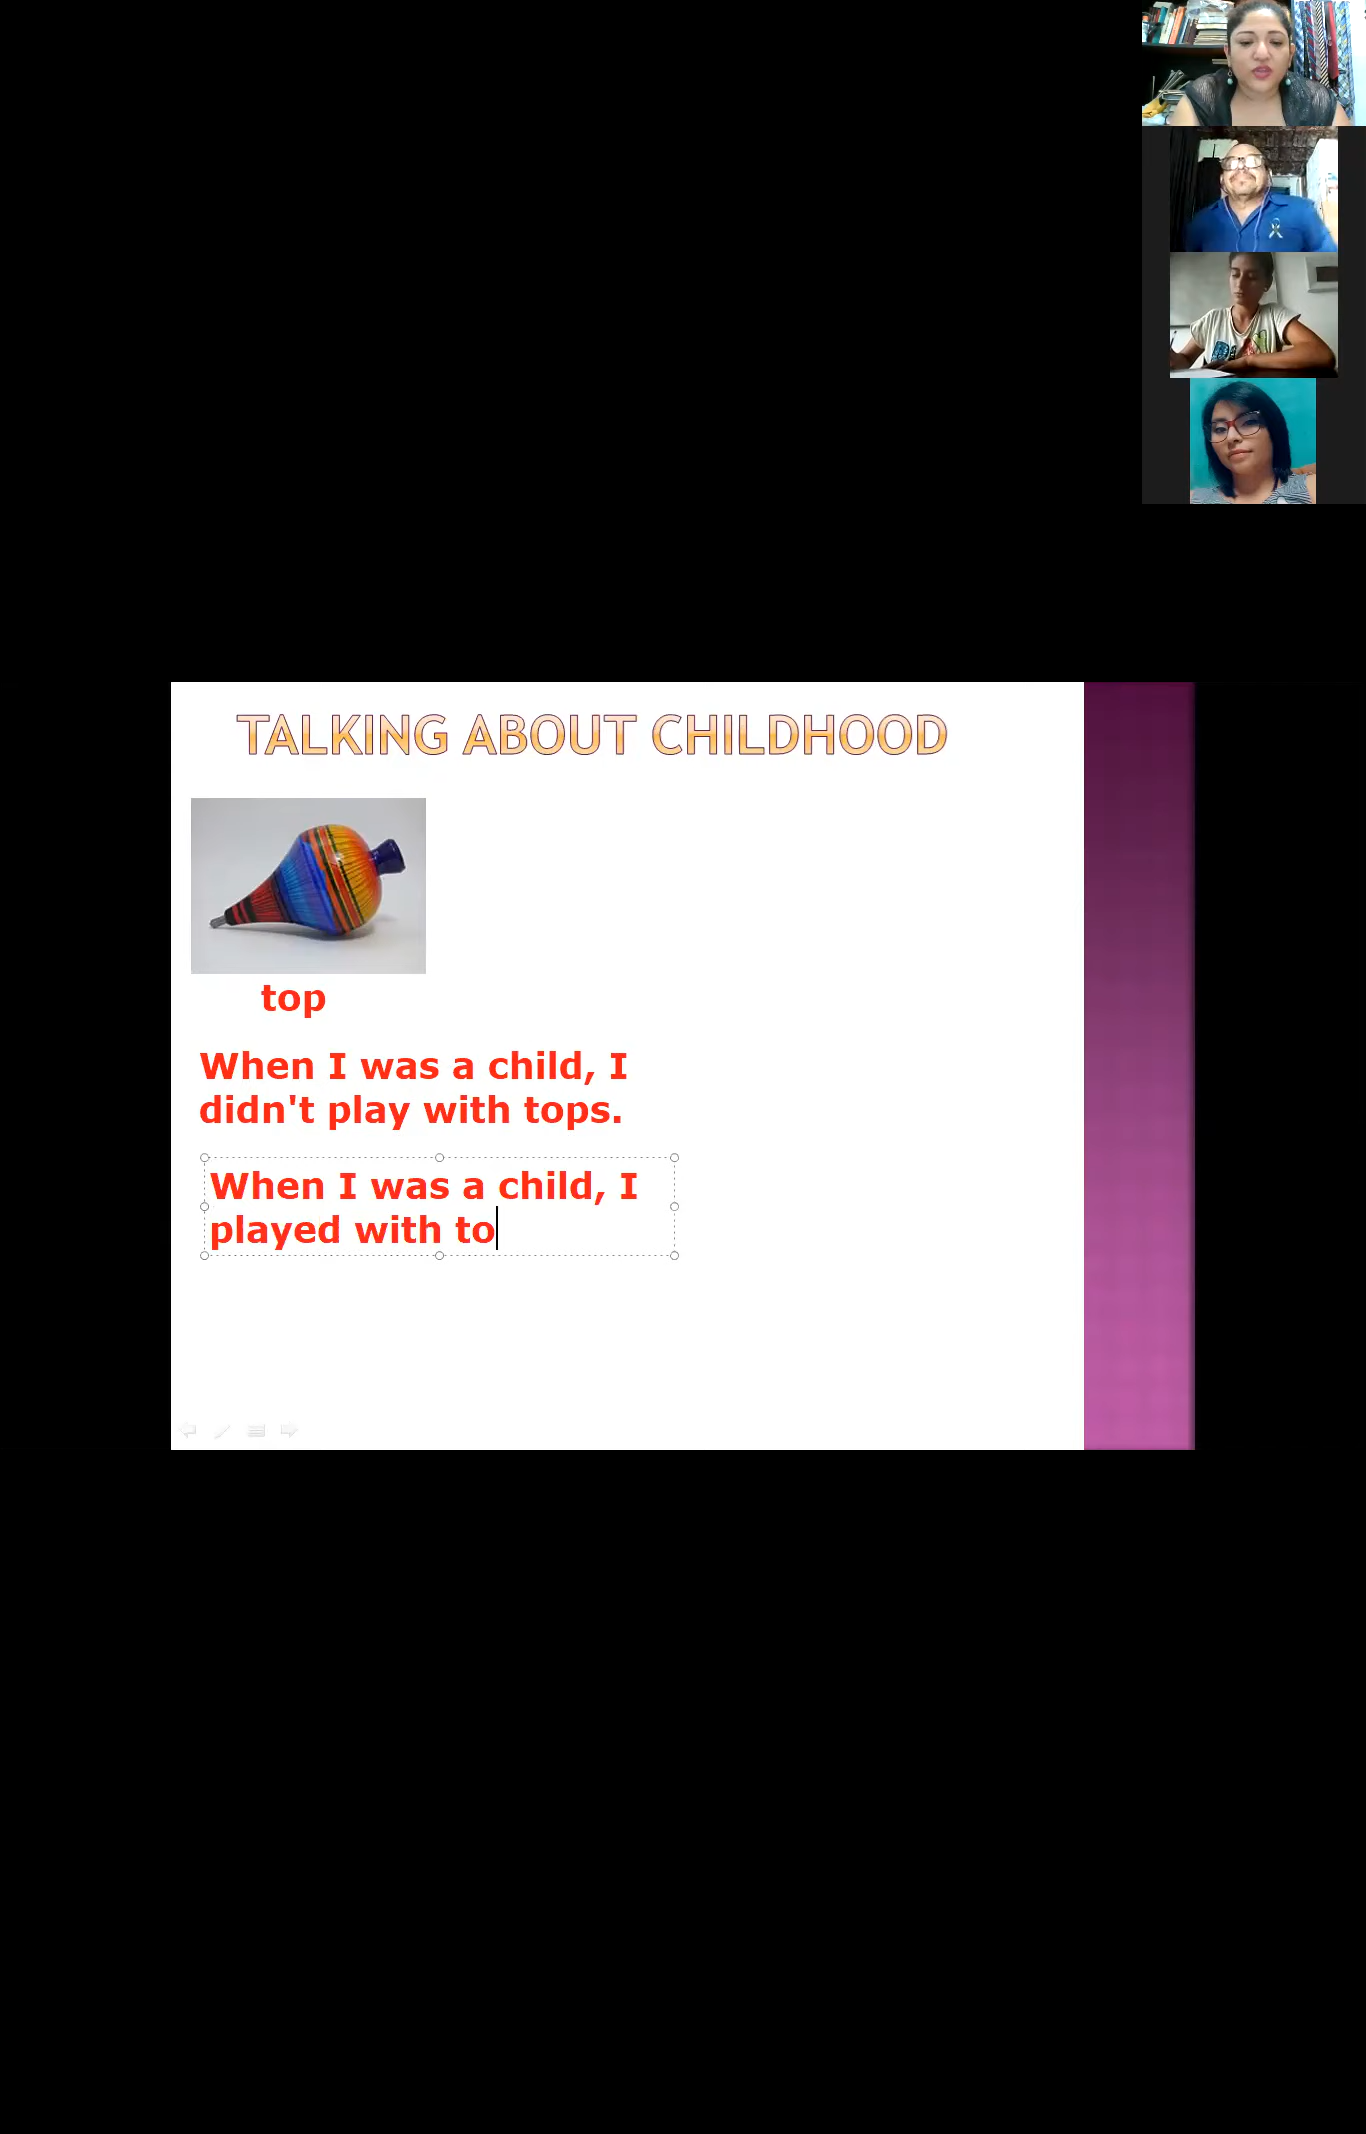 TALKING ABOUT CHILDHOOD
top
When I was a child, I
didn't play with tops.
When I was a child, I
played with to